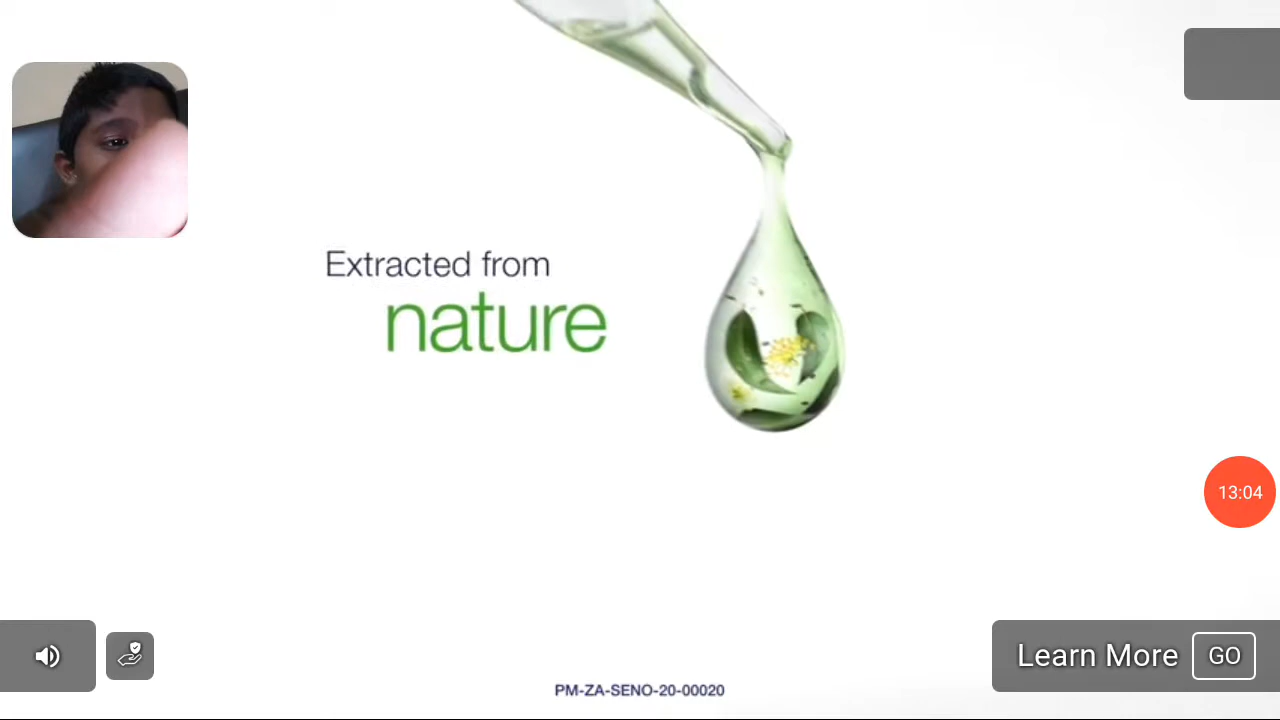 Extracted from
nature
13:04
Learn More GO
PM-ZA-SENO-20-00020